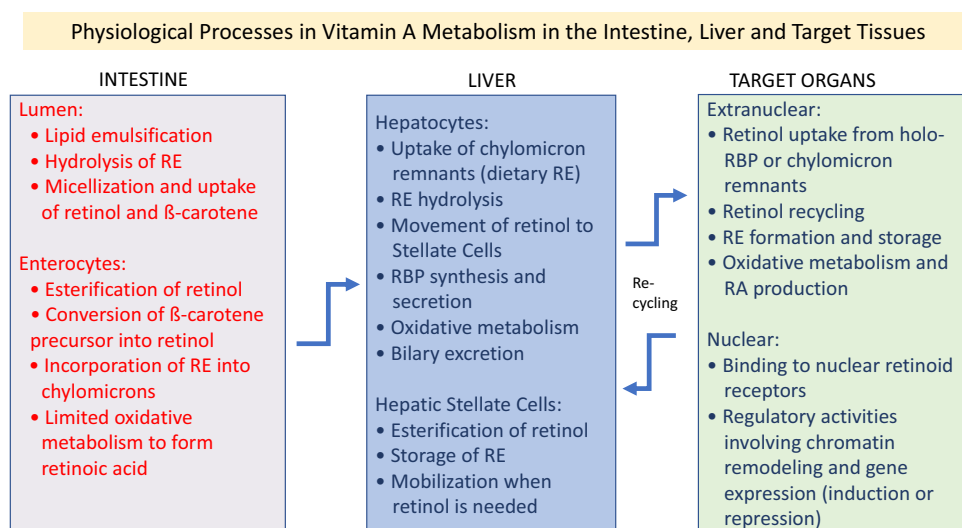 Physiological Processes in Vitamin A Metabolism in the Intestine, Liver and Target Tissues
INTESTINE
Lumen:
• Lipid emulsification
• Hydrolysis of RE
• Micellization and uptake
of retinol and ß-carotene
Enterocytes:
• Esterification of retinol
• Conversion of ß-carotene
precursor into retinol
• Incorporation of RE into
chylomicrons
• Limited oxidative
metabolism to form
retinoic acid
LIVER
Hepatocytes:
• Uptake of chylomicron
remnants (dietary RE)
• RE hydrolysis
• Movement of retinol to
Stellate Cells
• RBP synthesis and
secretion
• Oxidative metabolism
• Bilary excretion
Hepatic Stellate Cells:
• Esterification of retinol
• Storage of RE
• Mobilization when
retinol is needed
Re-
cycling
TARGET ORGANS
Extranuclear:
• Retinol uptake from holo-
RBP or chylomicron
remnants
• Retinol recycling
• RE formation and storage
• Oxidative metabolism and
RA production
Nuclear:
• Binding to nuclear retinoid
receptors
• Regulatory activities
involving chromatin
remodeling and gene
expression (induction or
repression)